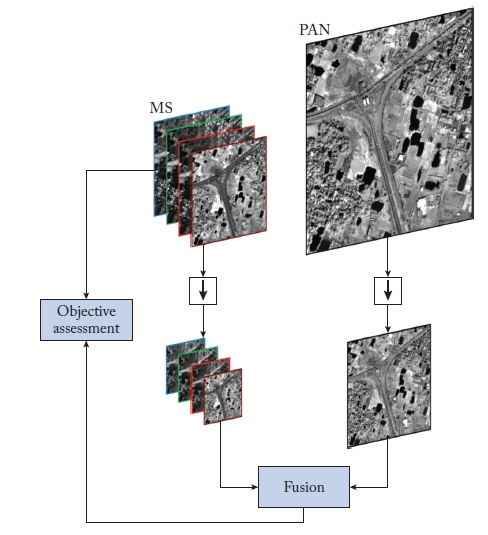 PAN
MS
Objective
assessment
Fusion